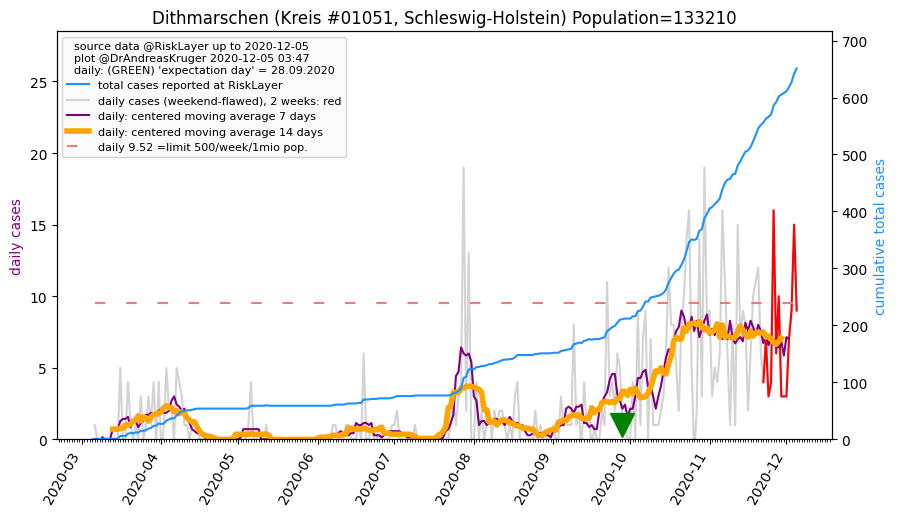 Dithmarschen (Kreis #01051, Schleswig-Holstein) Population=133210
source data @RiskLayer up to 2020-12-05
plot @DrAndreasKruger 2020-12-05 03:47
daily: (GREEN) 'expectation day' = 28.09.2020
total cases reported at RiskLayer
daily cases (weekend-flawed), 2 weeks: red
daily: centered moving average 7 days
daily: centered moving average 14 days
daily 9.52 =limit 500/week/1mio pop.
daily cases
25
20
15
10
5
0
cumulative total cases
700
600
500
400
300
200
100
0
2020-03
2020-04
2020-05
2020-06
2020-07
2020-08
2020-09
2020-10
2020-11
2020-12